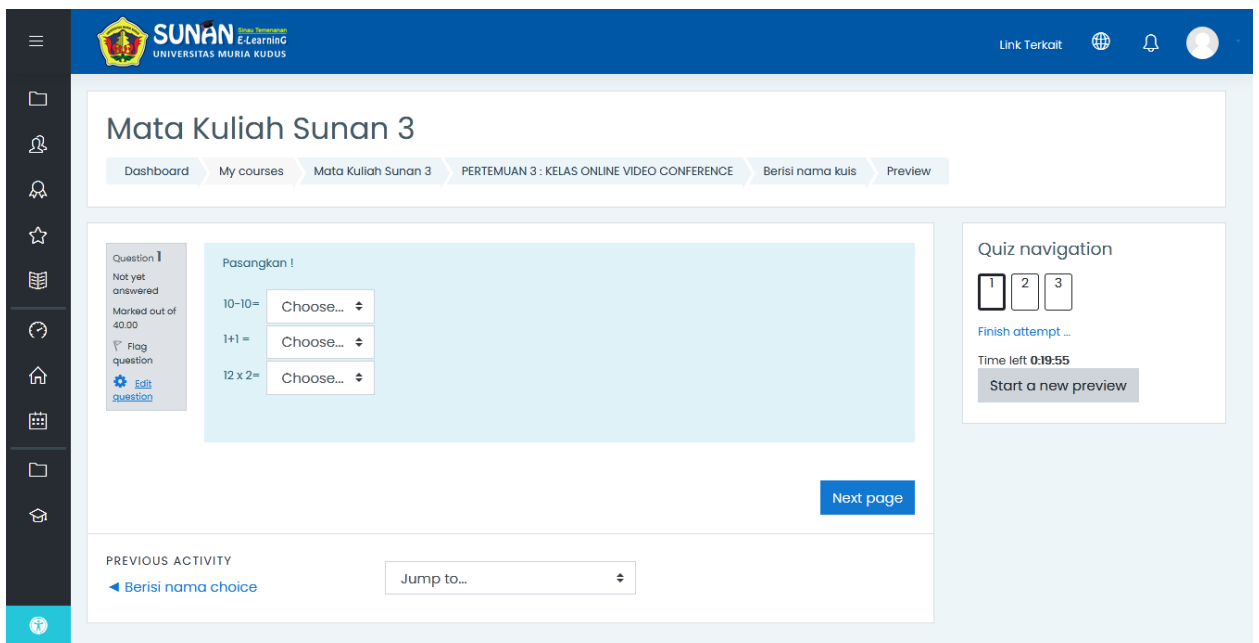 SUNAN Sinau Temenanan E-Learning
UNIVERSITAS MURIA KUDUS
Link Terkait
Mata Kuliah Sunan 3
Dashboard My courses Mata Kuliah Sunan 3 PERTEMUAN 3 : KELAS ONLINE VIDEO CONFERENCE Berisi nama kuis Preview
Question 1
Not yet
answered
Marked out of
40.00
Flag
question
Edit
question
Pasangkan !
10-10= Choose...
1+1 = Choose...
12 x 2= Choose...
Next page
Quiz navigation
1 2 3
Finish attempt ...
Time left 0:19:55
Start a new preview
PREVIOUS ACTIVITY
◄ Berisi nama choice
Jump to...